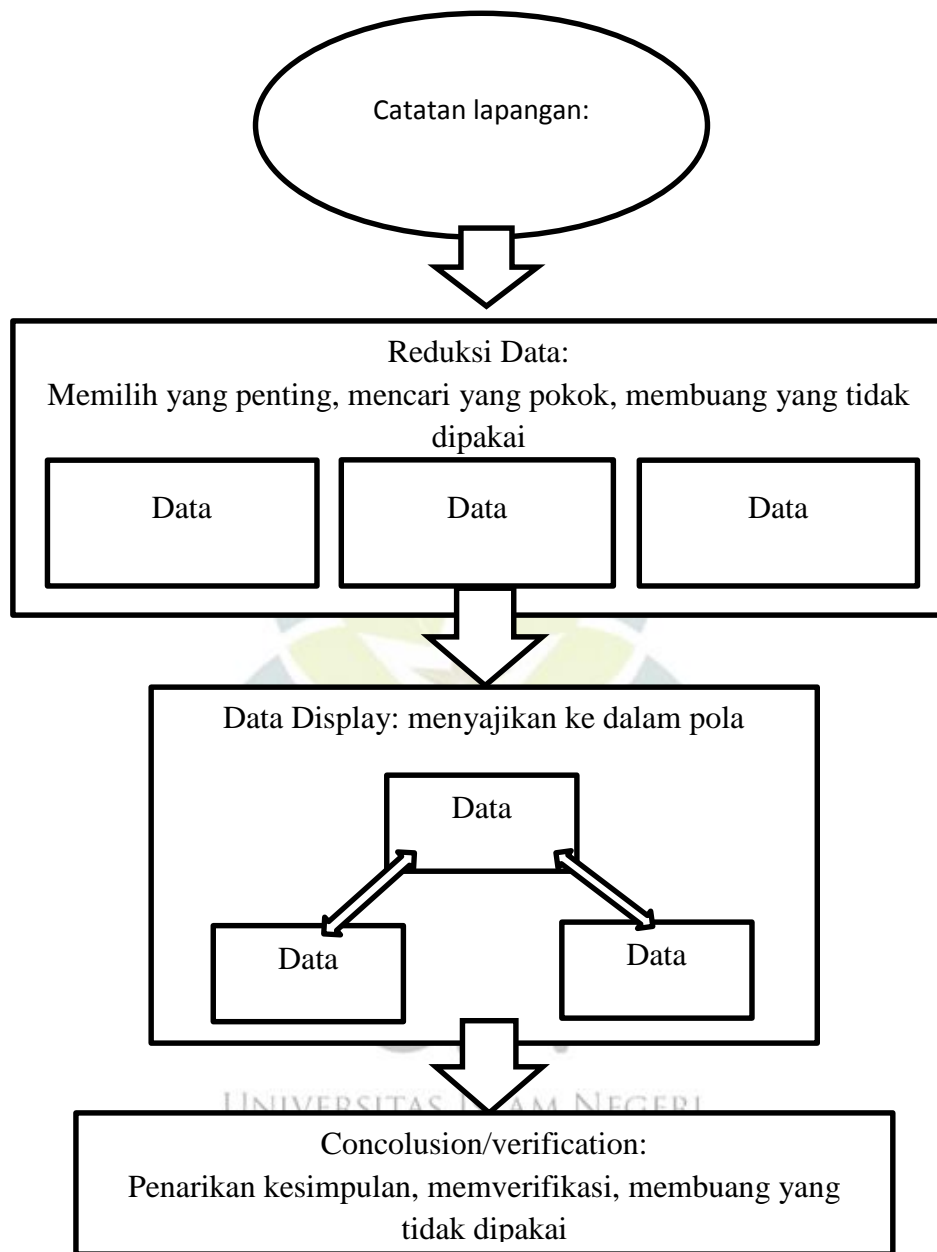 Catatan lapangan:
Reduksi Data:
Memilih yang penting, mencari yang pokok, membuang yang tidak
dipakai
Data
Data
Data
Data Display: menyajikan ke dalam pola
Data
Data
Data
UNIVERSITAS ISLAM NEGERI
Concolusion/verification:
Penarikan kesimpulan, memverifikasi, membuang yang
tidak dipakai